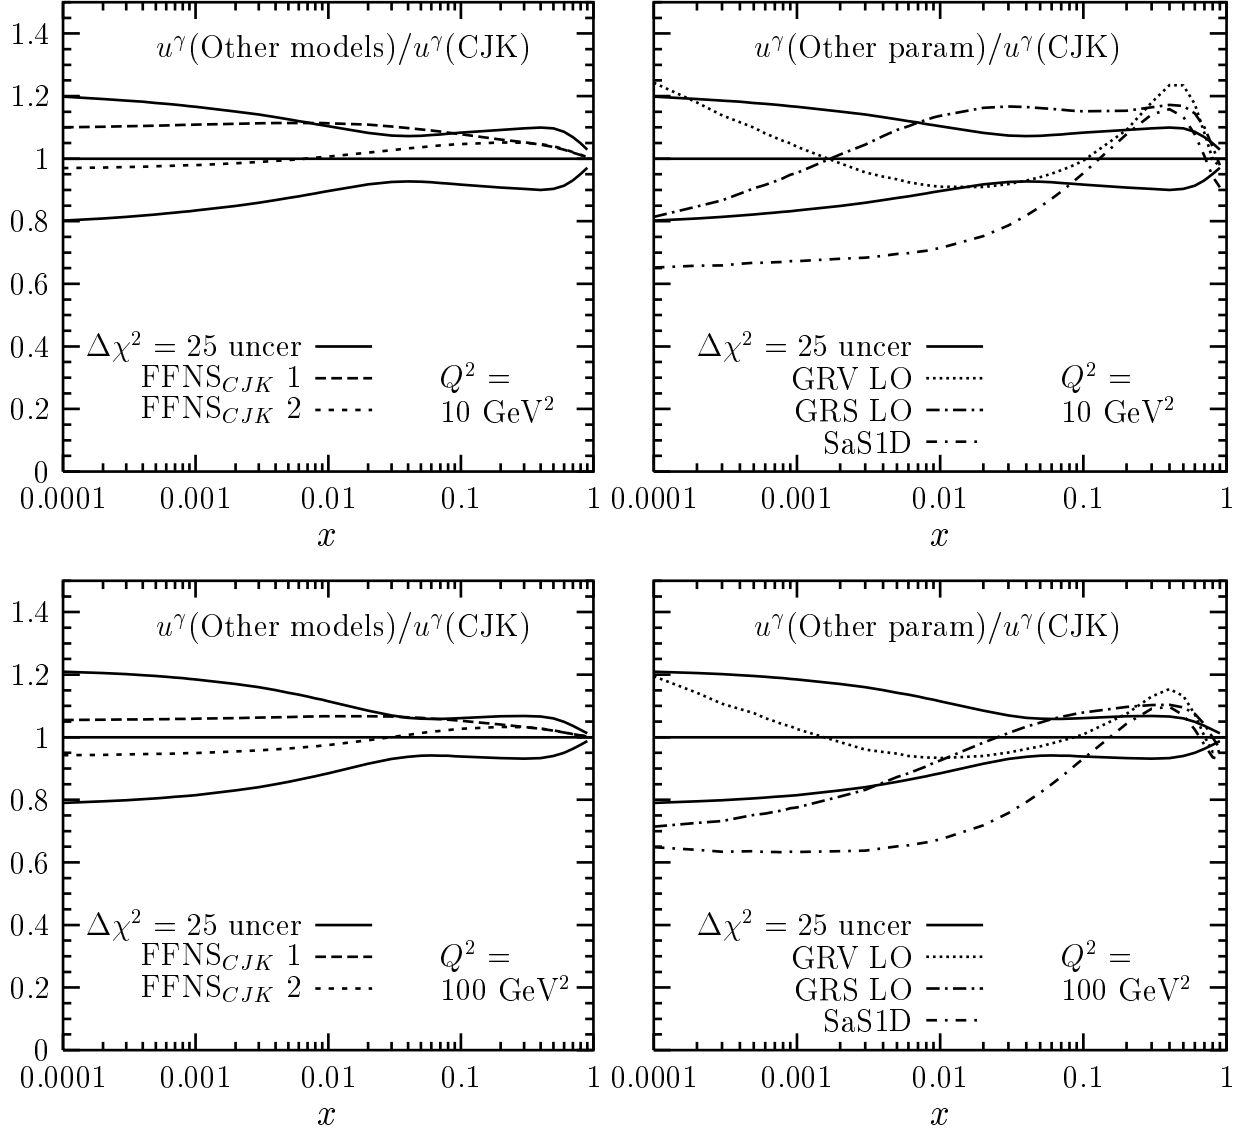 u^γ(Other models)/u^γ(CJK)
1.4
1.2
1
0.8
0.6
0.4
0.2
0
Δχ² = 25 uncer
FFNS_CJK 1
FFNS_CJK 2
Q² =
10 GeV²
0.0001 0.001 0.01 0.1 1
x
u^γ(Other param)/u^γ(CJK)
Δχ² = 25 uncer
GRV LO
GRS LO
SaS1D
Q² =
10 GeV²
0.0001 0.001 0.01 0.1 1
x
u^γ(Other models)/u^γ(CJK)
1.4
1.2
1
0.8
0.6
0.4
0.2
0
Δχ² = 25 uncer
FFNS_CJK 1
FFNS_CJK 2
Q² =
100 GeV²
0.0001 0.001 0.01 0.1 1
x
u^γ(Other param)/u^γ(CJK)
Δχ² = 25 uncer
GRV LO
GRS LO
SaS1D
Q² =
100 GeV²
0.0001 0.001 0.01 0.1 1
x